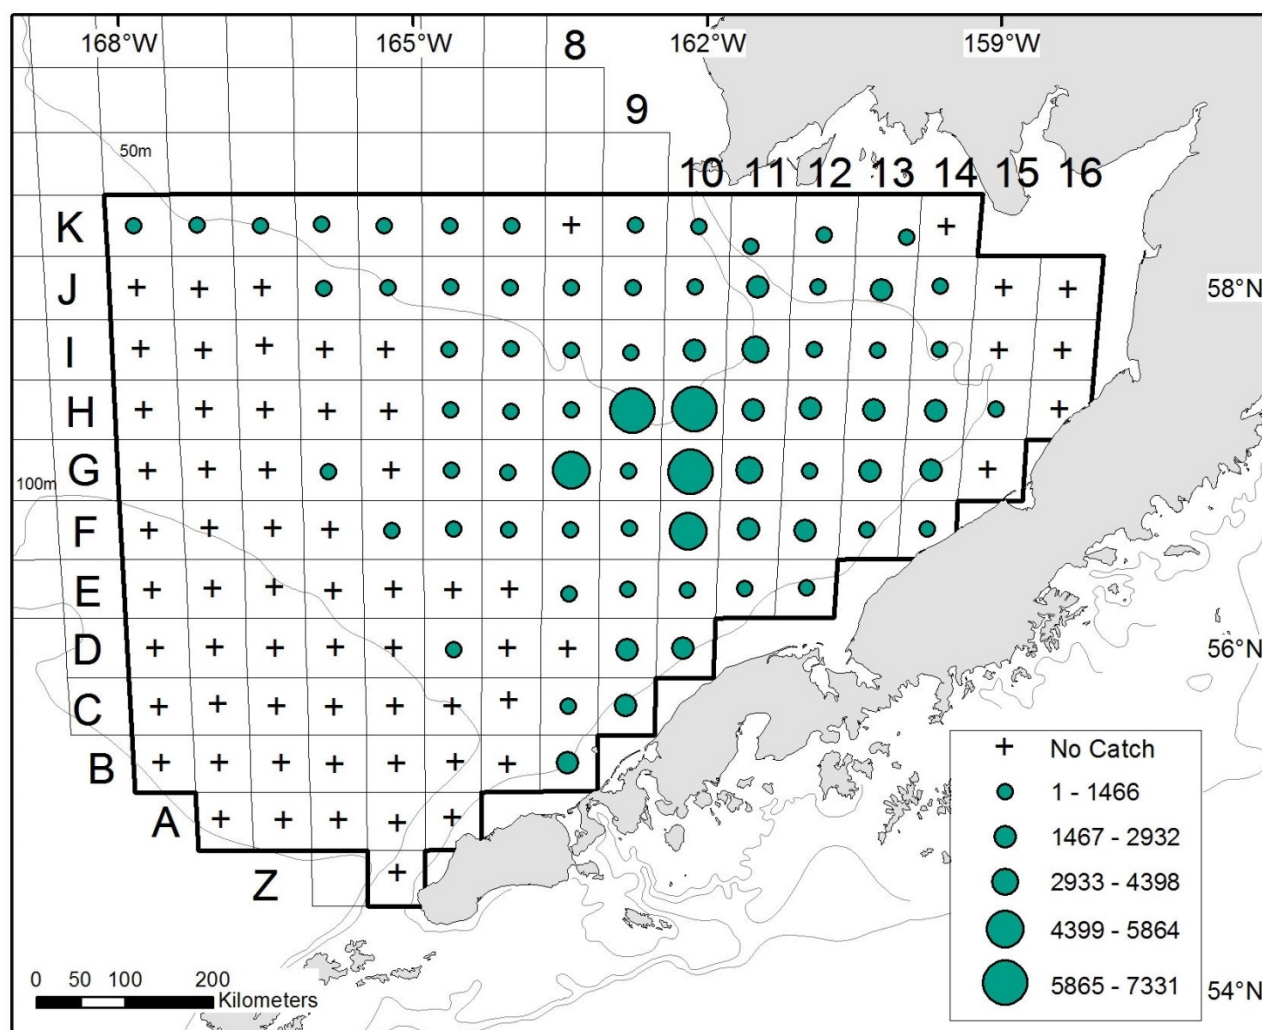 168°W 165°W 162°W 159°W
8
9
50m
10 11 12 13 14 15 16
K
J
58°N
I
H
G
100m
F
E
D
56°N
C
B
A
Z
No Catch
1 - 1466
1467 - 2932
2933 - 4398
4399 - 5864
5865 - 7331
0 50 100 200
Kilometers
54°N